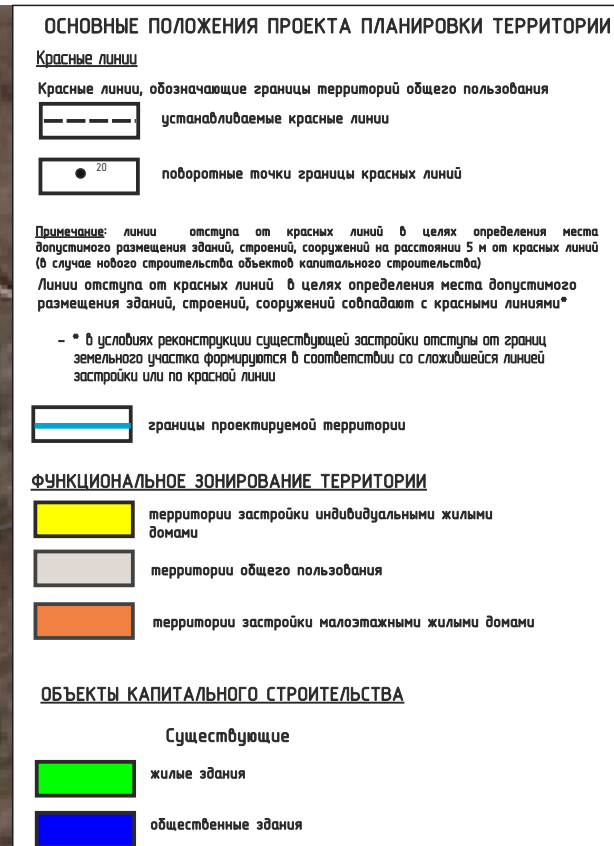 ОСНОВНЫЕ ПОЛОЖЕНИЯ ПРОЕКТА ПЛАНИРОВКИ ТЕРРИТОРИИ
Красные линии
Красные линии, обозначающие границы территорий общего пользования
устанавливаемые красные линии
20
поворотные точки границы красных линий
Примечание: линии отступа от красных линий в целях определения места
допустимого размещения зданий, строений, сооружений на расстоянии 5 м от красных линий
(в случае нового строительства объектов капитального строительства)
Линии отступа от красных линий в целях определения места допустимого
размещения зданий, строений, сооружений совпадают с красными линиями*
- * в условиях реконструкции существующей застройки отступы от границ
земельного участка формируются в соответствии со сложившейся линией
застройки или по красной линии
границы проектируемой территории
ФУНКЦИОНАЛЬНОЕ ЗОНИРОВАНИЕ ТЕРРИТОРИИ
территории застройки индивидуальными жилыми
домами
территории общего пользования
территории застройки малоэтажными жилыми домами
ОБЪЕКТЫ КАПИТАЛЬНОГО СТРОИТЕЛЬСТВА
Существующие
жилые здания
общественные здания